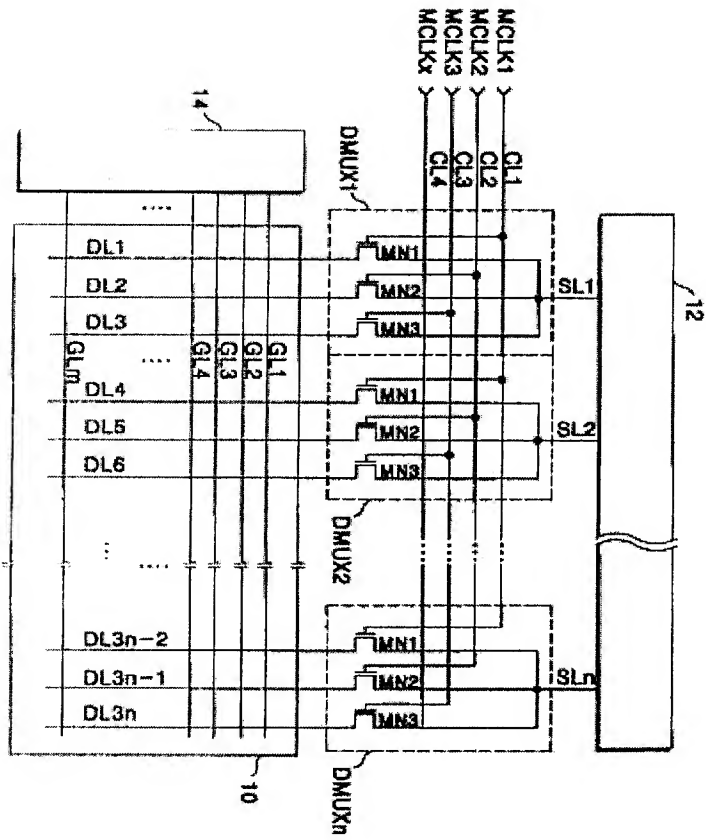 MCLK1
MCLK2
MCLK3
MCLKx
CL1
CL2
CL3
CL4
14
12
10
DMUX1
DL1
MN1
DL2
MN2
SL1
DL3
MN3
GL1
GL2
GL3
GL4
....
....
GLm
DL4
MN1
DL5
MN2
SL2
DL6
MN3
DMUX2
...
....
DL3n-2
MN1
DL3n-1
MN2
SLn
DL3n
MN3
DMUXn